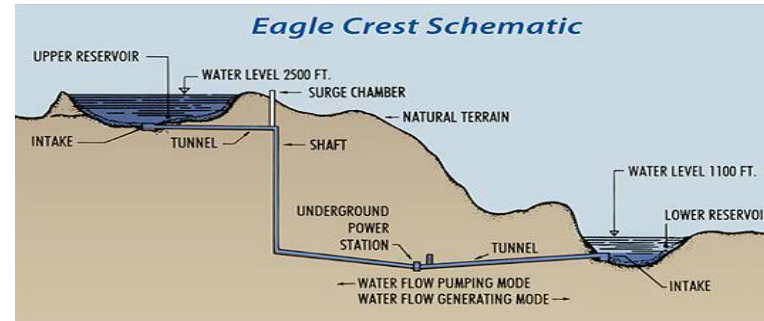 Eagle Crest Schematic
UPPER RESERVOIR
WATER LEVEL 2500 FT.
SURGE CHAMBER
NATURAL TERRAIN
INTAKE
TUNNEL
SHAFT
WATER LEVEL 1100 FT.
LOWER RESERVOI
UNDERGROUND
POWER
STATION
TUNNEL
INTAKE
WATER FLOW PUMPING MODE
WATER FLOW GENERATING MODE